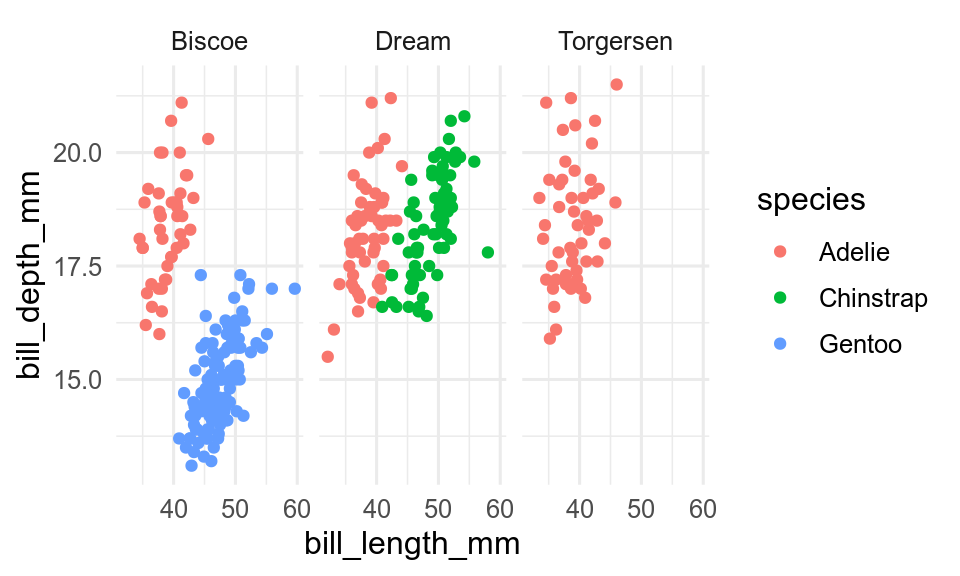 Biscoe Dream Torgersen
bill_depth_mm
20.0
17.5
15.0
40 50 60 40 50 60 40 50 60
bill_length_mm
species
Adelie
Chinstrap
Gentoo